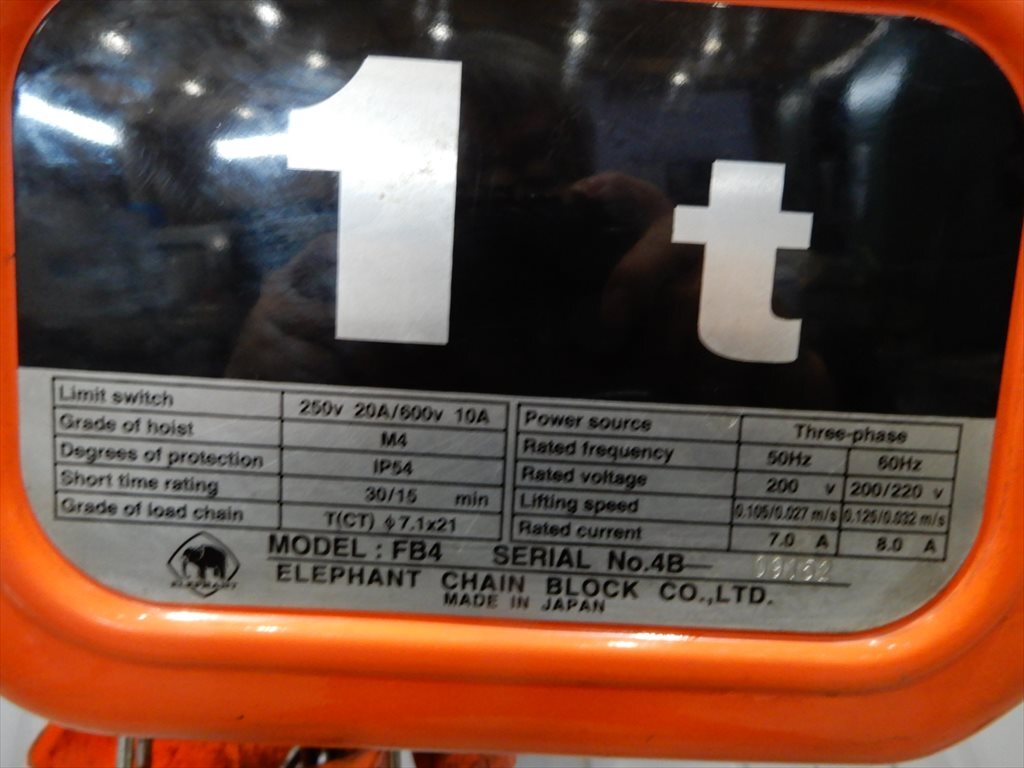 1 t
Limit switch 250v 20A/600v 10A
Grade of hoist M4
Degrees of protection IP54
Short time rating 30/15 min
Grade of load chain T(CT) ϕ7.1x21
Power source Three-phase
Rated frequency 50Hz 60Hz
Rated voltage 200 v 200/220 v
Lifting speed 0.105/0.027 m/s 0.125/0.032 m/s
Rated current 7.0 A 8.0 A
ELEPHANT
MODEL : FB4 SERIAL No.4B—
ELEPHANT CHAIN BLOCK CO.,LTD.
MADE IN JAPAN